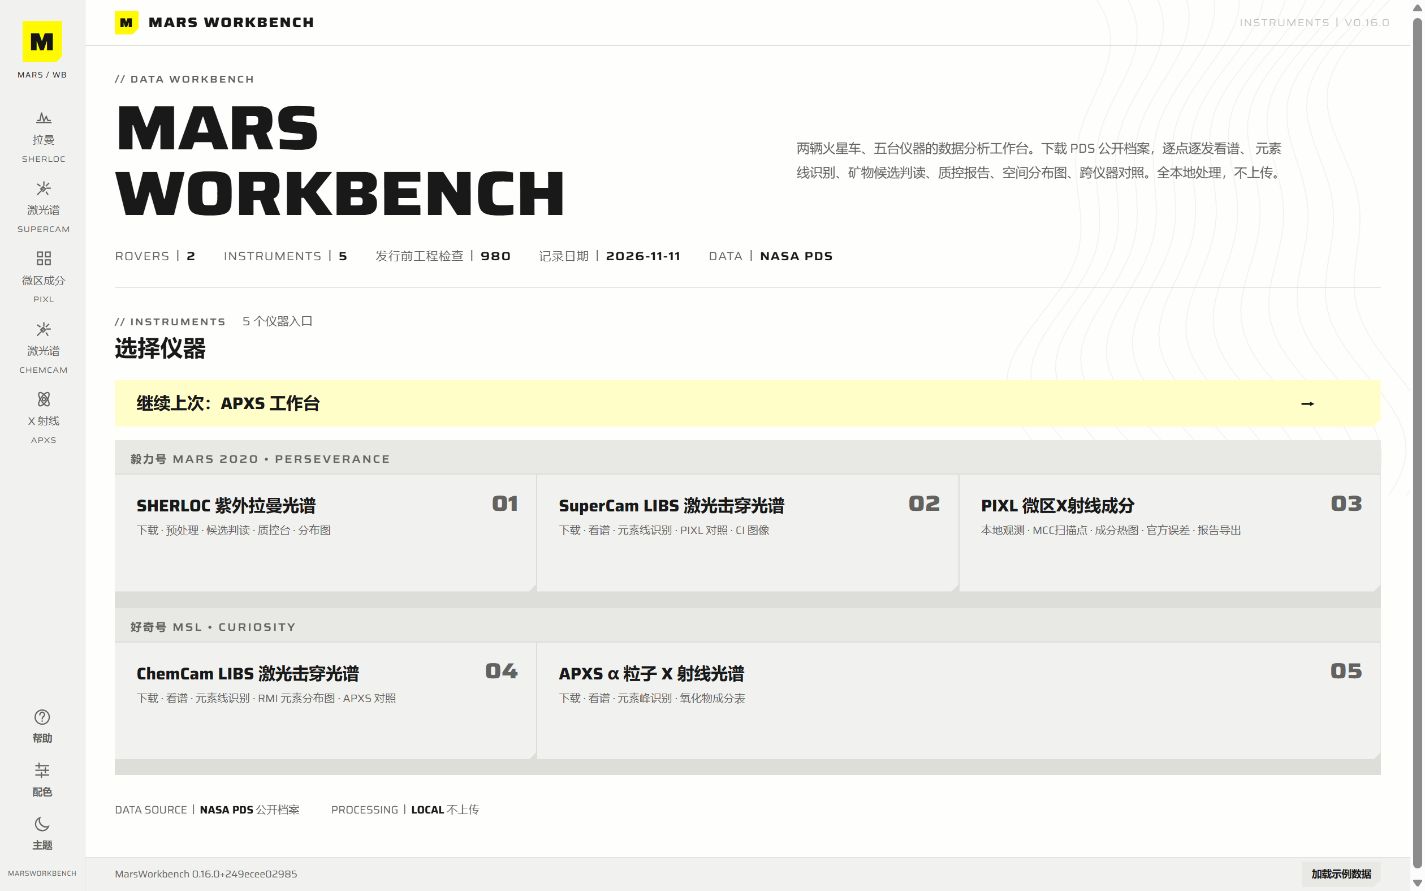 M
MARS / WB
拉曼
SHERLOC
激光谱
SUPERCAM
微区成分
PIXL
激光谱
CHEMCAM
X 射线
APXS
帮助
配色
主题
MARSWORKBENCH
M MARS WORKBENCH
INSTRUMENTS | V0.16.0
// DATA WORKBENCH
MARS
WORKBENCH
两辆火星车、五台仪器的数据分析工作台。下载 PDS 公开档案，逐点逐发看谱、 元素
线识别、矿物候选判读、质控报告、空间分布图、跨仪器对照。全本地处理，不上传。
ROVERS | 2 INSTRUMENTS | 5 发行前工程检查 | 980 记录日期 | 2026-11-11 DATA | NASA PDS
// INSTRUMENTS 5 个仪器入口
选择仪器
继续上次：APXS 工作台 →
毅力号 MARS 2020 • PERSEVERANCE
SHERLOC 紫外拉曼光谱 01
下载 · 预处理 · 候选判读 · 质控台 · 分布图
SuperCam LIBS 激光击穿光谱 02
下载 · 看谱 · 元素线识别 · PIXL 对照 · CI 图像
PIXL 微区X射线成分 03
本地观测 · MCC扫描点 · 成分热图 · 官方误差 · 报告导出
好奇号 MSL • CURIOSITY
ChemCam LIBS 激光击穿光谱 04
下载 · 看谱 · 元素线识别 · RMI 元素分布图 · APXS 对照
APXS α 粒子 X 射线光谱 05
下载 · 看谱 · 元素峰识别 · 氧化物成分表
DATA SOURCE | NASA PDS 公开档案 PROCESSING | LOCAL 不上传
MarsWorkbench 0.16.0+249ecee02985
加载示例数据